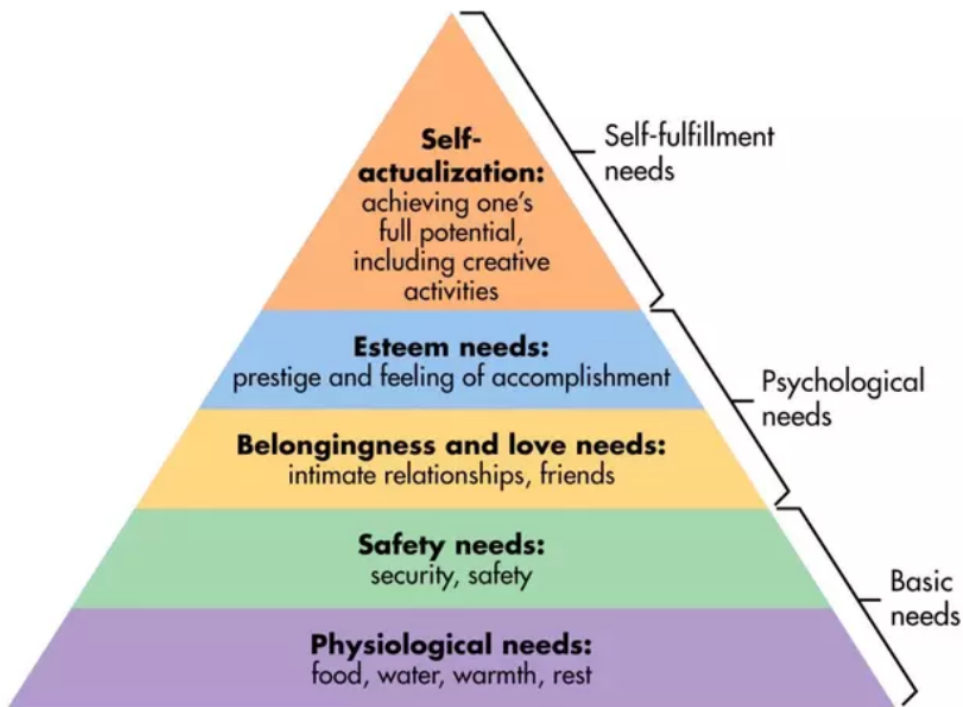 Self-
actualization:
achieving one's
full potential,
including creative
activities
Self-fulfillment
needs
Esteem needs:
prestige and feeling of accomplishment
Psychological
needs
Belongingness and love needs:
intimate relationships, friends
Safety needs:
security, safety
Basic
needs
Physiological needs:
food, water, warmth, rest